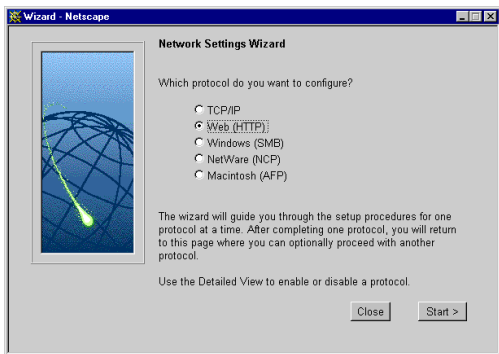 Wizard - Netscape
Network Settings Wizard
Which protocol do you want to configure?
TCP/IP
Web (HTTP)
Windows (SMB)
NetWare (NCP)
Macintosh (AFP)
The wizard will guide you through the setup procedures for one
protocol at a time. After completing one protocol, you will return
to this page where you can optionally proceed with another
protocol.
Use the Detailed View to enable or disable a protocol.
Close
Start >